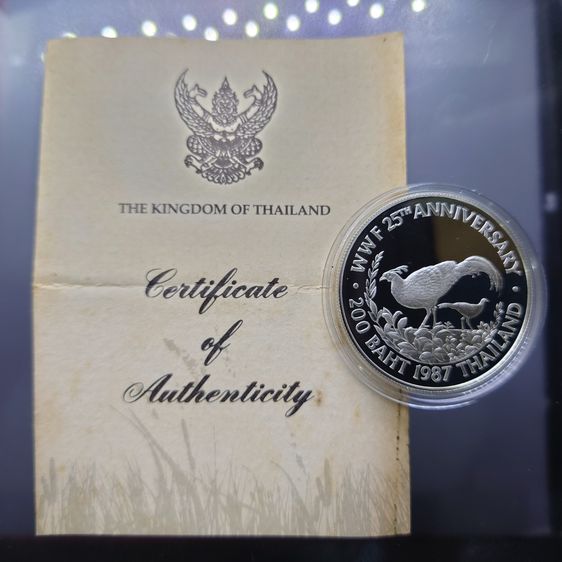 THE KINGDOM OF THAILAND
Certificate
of
Authenticity
WWF 25TH ANNIVERSARY
200 BAHT 1987 THAILAND